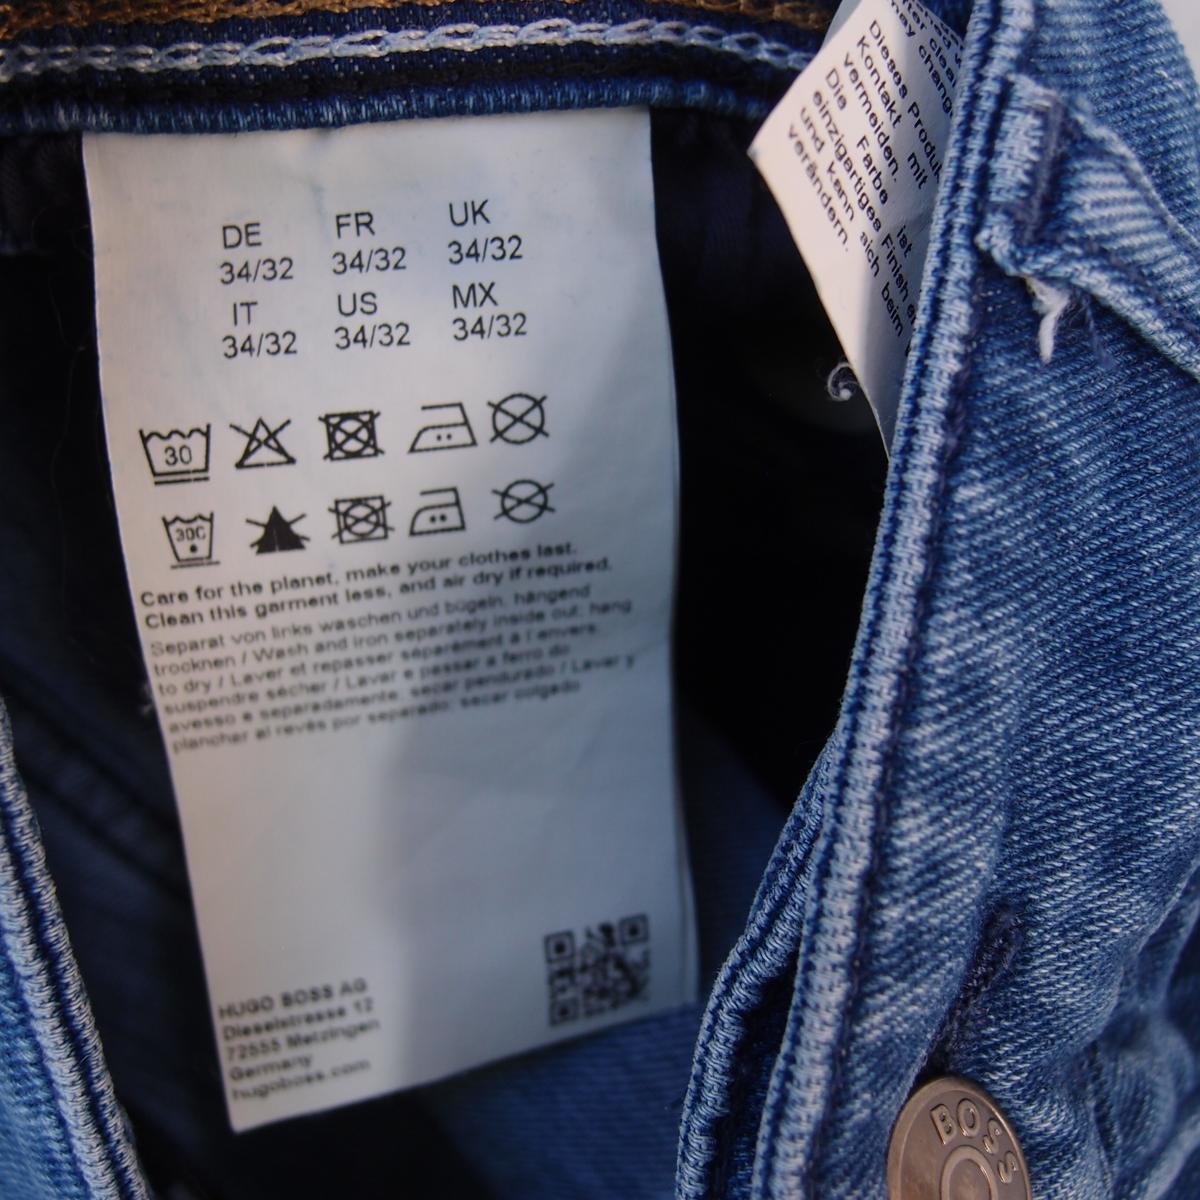 DE FR UK
34/32 34/32 34/32
IT US MX
34/32 34/32 34/32
30
30C
Care for the planet, make your clothes last.
Clean this garment less, and air dry if required.
Separat von links waschen und bügeln, hängend
trocknen / Wash and iron separately inside out; hang
to dry / Laver et repasser séparément à l'envers;
suspendre sécher / Lavar e passar a ferro do
avesso e separadamente; secar pendurado / Lavar y
planchar al revés por separado; secar colgado
HUGO BOSS AG
Dieselstrasse 12
72555 Metzingen
Germany
hugoboss.com
may change
Dieses Produkt
Kontakt mit
vermeiden.
Die Farbe ist
einzigartiges Finish
und kann sich beim
verändern.
BOSS